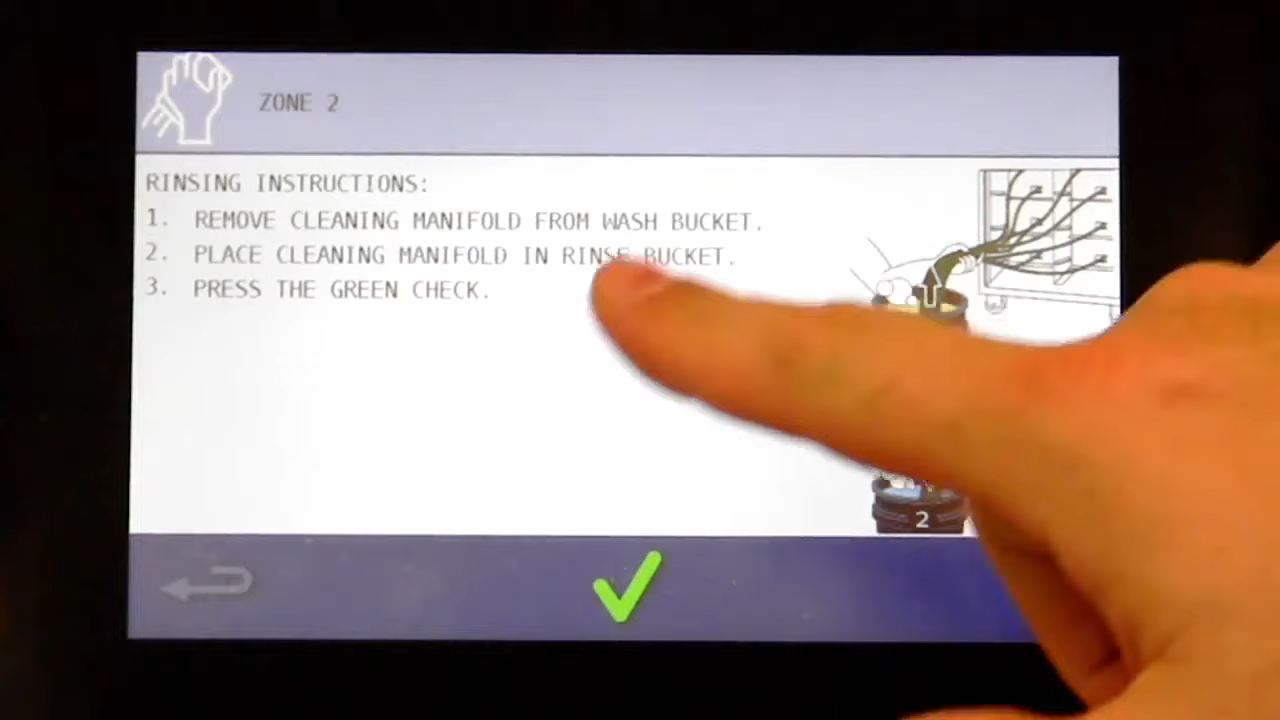 ZONE 2
RINSING INSTRUCTIONS:
1. REMOVE CLEANING MANIFOLD FROM WASH BUCKET.
2. PLACE CLEANING MANIFOLD IN RINSE BUCKET.
3. PRESS THE GREEN CHECK.
2